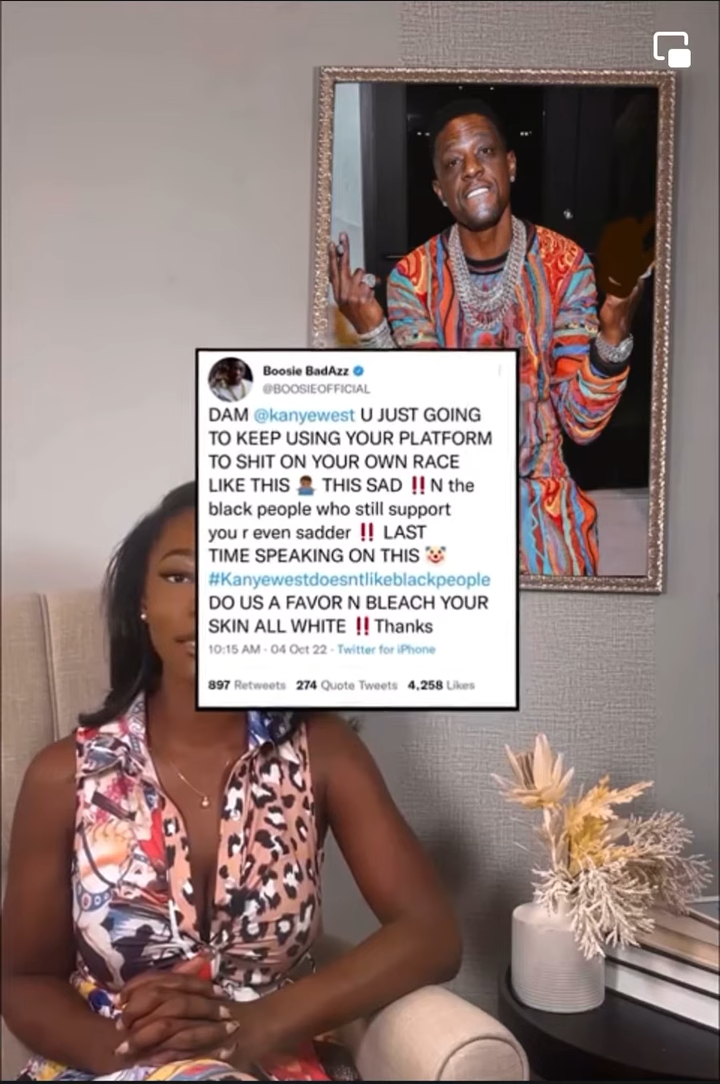 Boosie BadAzz
@BOOSIEOFFICIAL
DAM @kanyewest U JUST GOING
TO KEEP USING YOUR PLATFORM
TO SHIT ON YOUR OWN RACE
LIKE THIS 🤷🏾‍♂️ THIS SAD ‼️N the
black people who still support
you r even sadder ‼️ LAST
TIME SPEAKING ON THIS 🤡
#Kanyewestdoesntlikeblackpeople
DO US A FAVOR N BLEACH YOUR
SKIN ALL WHITE ‼️Thanks
10:15 AM · 04 Oct 22 · Twitter for iPhone
897 Retweets 274 Quote Tweets 4,258 Likes